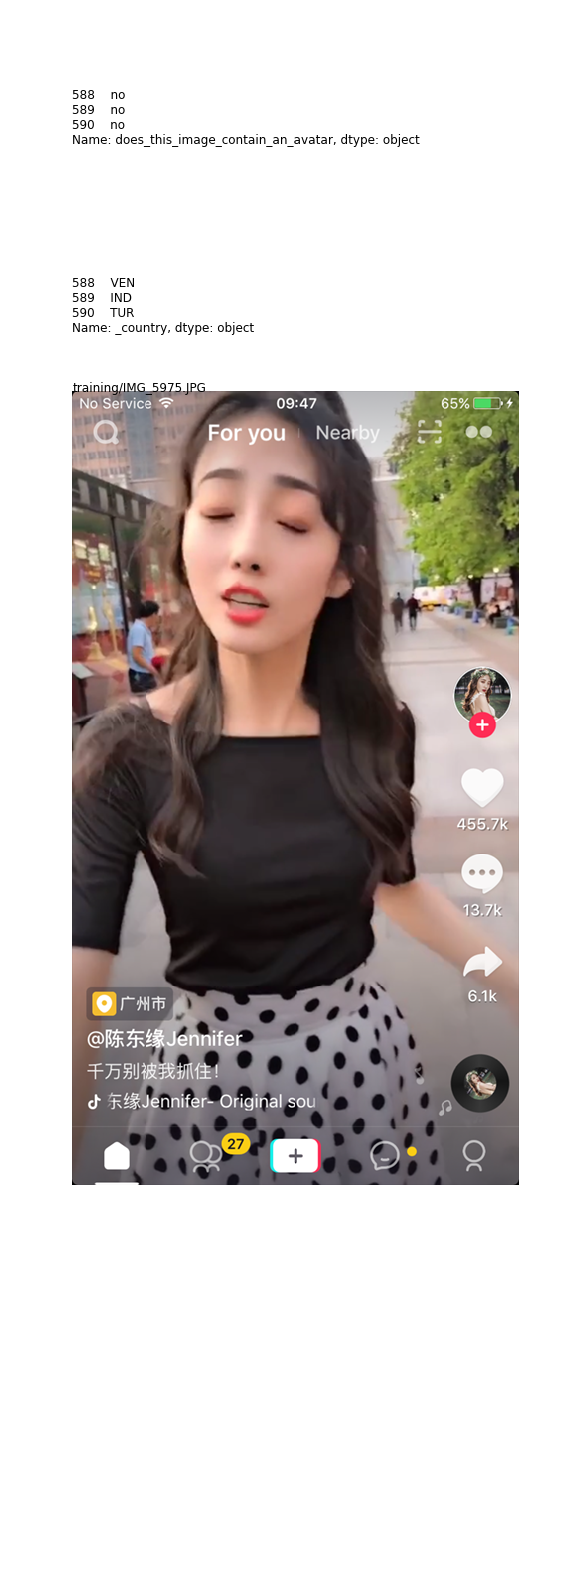 588 no
589 no
590 no
Name: does_this_image_contain_an_avatar, dtype: object
588 VEN
589 IND
590 TUR
Name: _country, dtype: object
training/IMG_5975.JPG
No Service 09:47 65%
For you Nearby
455.7k
13.7k
6.1k
广州市
@陈东缘Jennifer
千万别被我抓住!
东缘Jennifer- Original sou
27